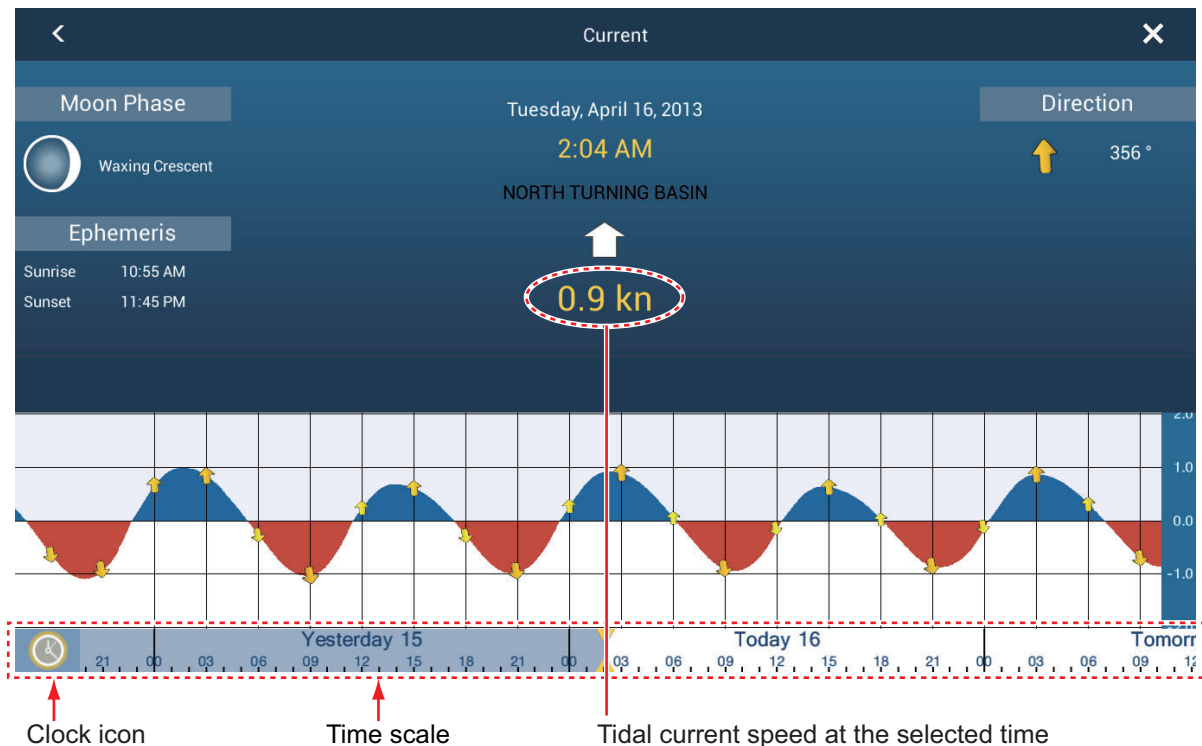 Current
Moon Phase
Waxing Crescent
Ephemeris
Sunrise 10:55 AM
Sunset 11:45 PM
Tuesday, April 16, 2013
2:04 AM
NORTH TURNING BASIN
0.9 kn
Direction
356 °
2.0
1.0
0.0
-1.0
Yesterday 15 Today 16 Tomorr
21 00 03 06 09 12 15 18 21 00 03 06 09 12 15 18 21 00 03 06 09 12
Clock icon Time scale Tidal current speed at the selected time